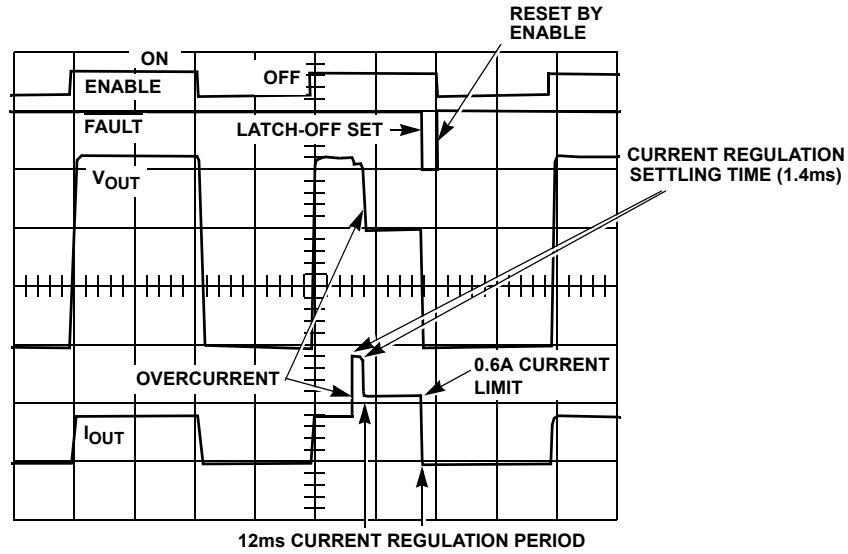 RESET BY
ENABLE
ON
ENABLE
OFF
FAULT
LATCH-OFF SET
CURRENT REGULATION
SETTLING TIME (1.4ms)
VOUT
OVERCURRENT
0.6A CURRENT
LIMIT
IOUT
12ms CURRENT REGULATION PERIOD